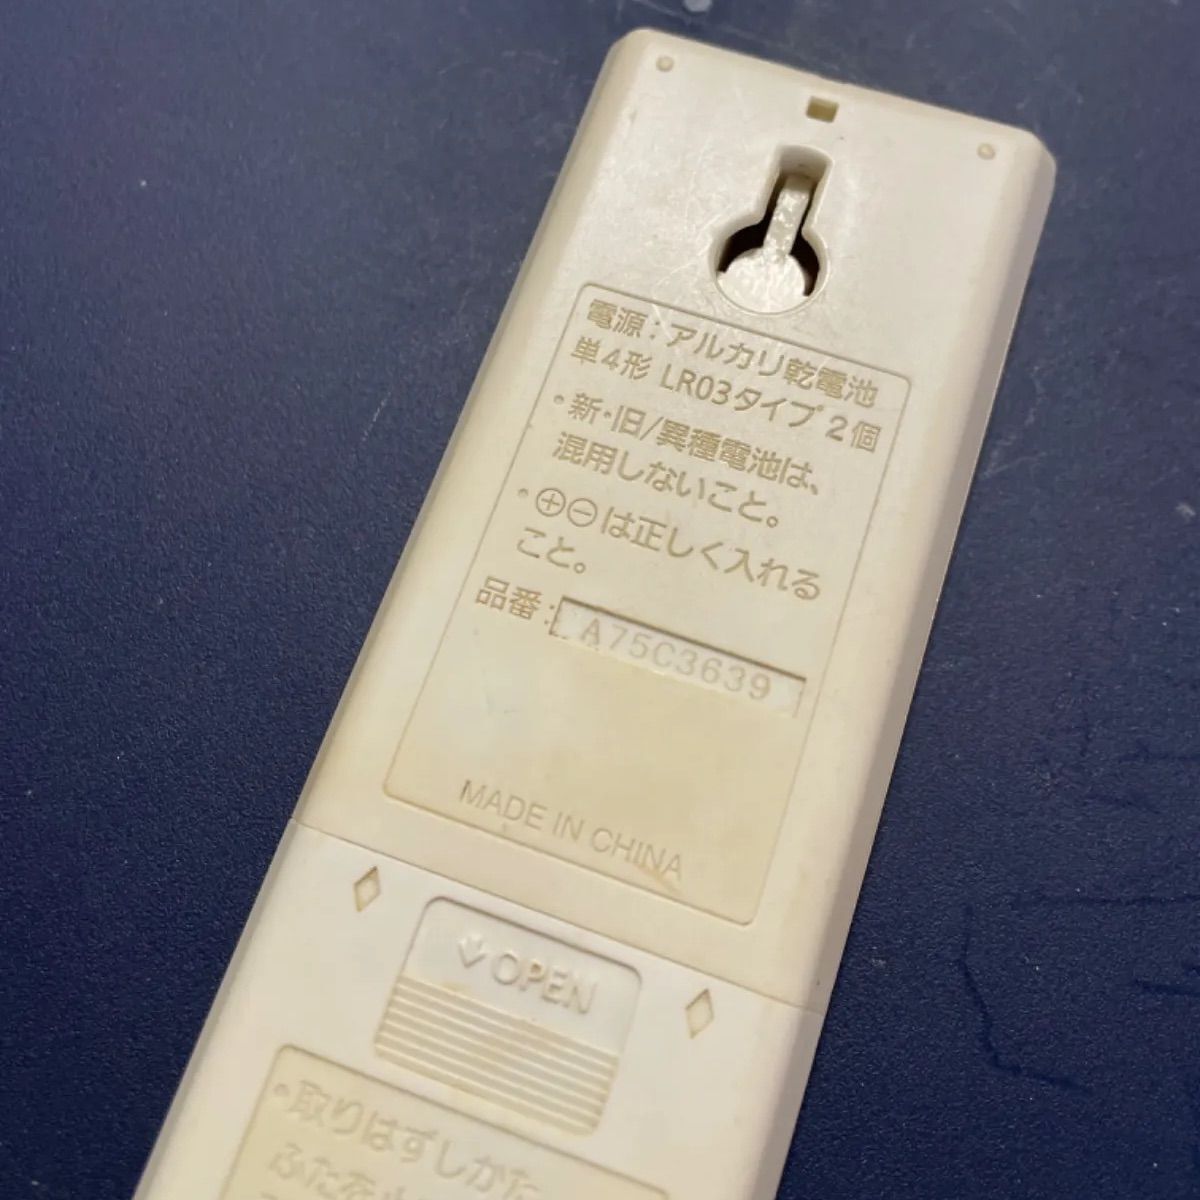 電源：アルカリ乾電池
単4形 LR03タイプ 2個
・新・旧/異種電池は、
混用しないこと。
・⊕⊖は正しく入れる
こと。
品番：A75C3639
MADE IN CHINA
↓OPEN
・取りはずしかた
ふたを